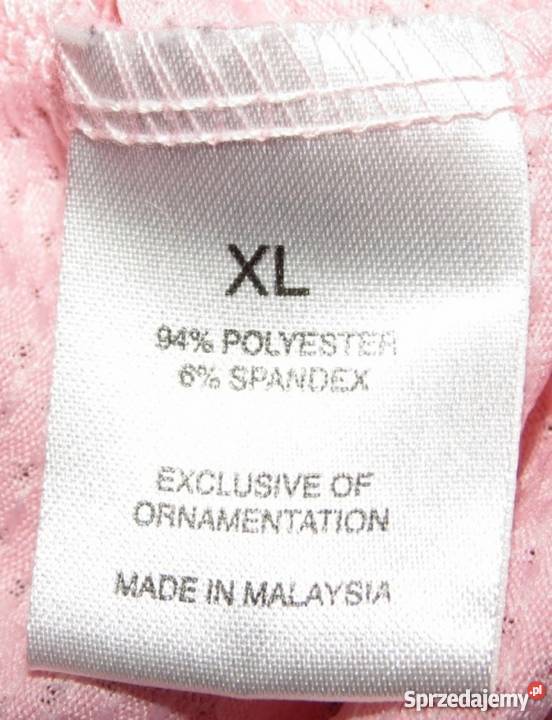 XL
94% POLYESTER
6% SPANDEX
EXCLUSIVE OF
ORNAMENTATION
MADE IN MALAYSIA
Sprzedajemy.pl